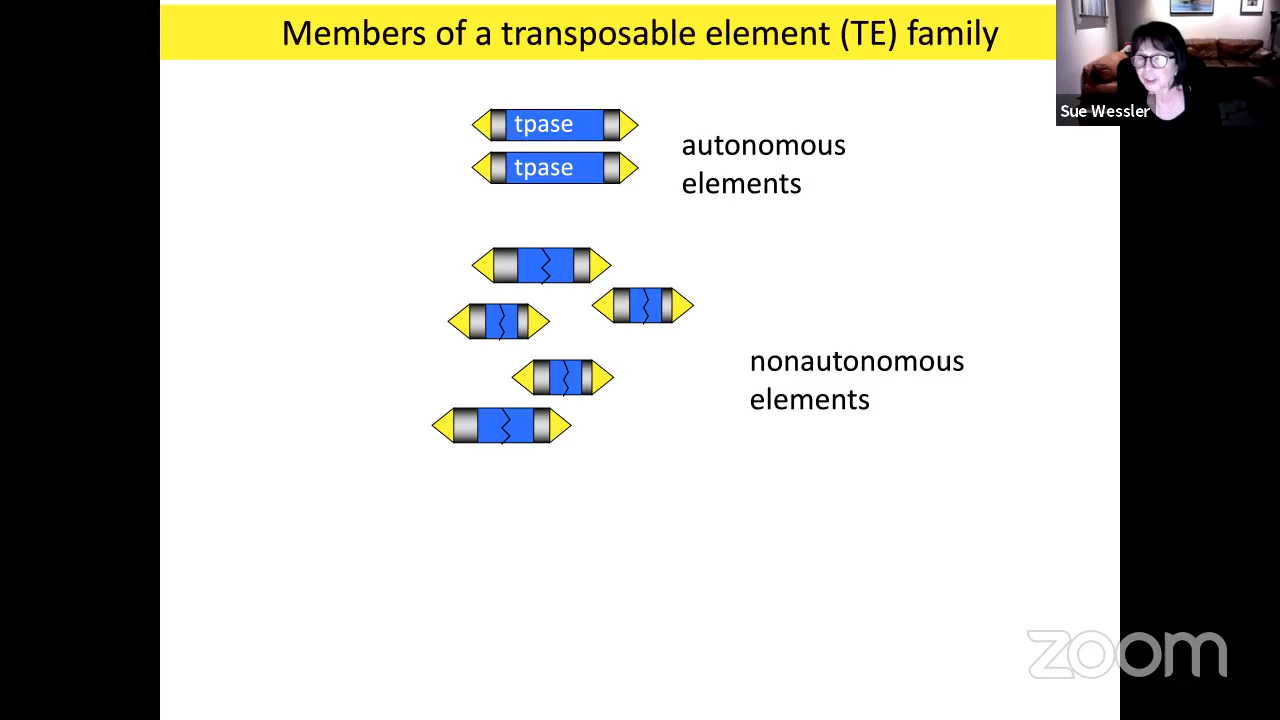 Members of a transposable element (TE) family
Sue Wessler
tpase
tpase
autonomous
elements
nonautonomous
elements
zoom